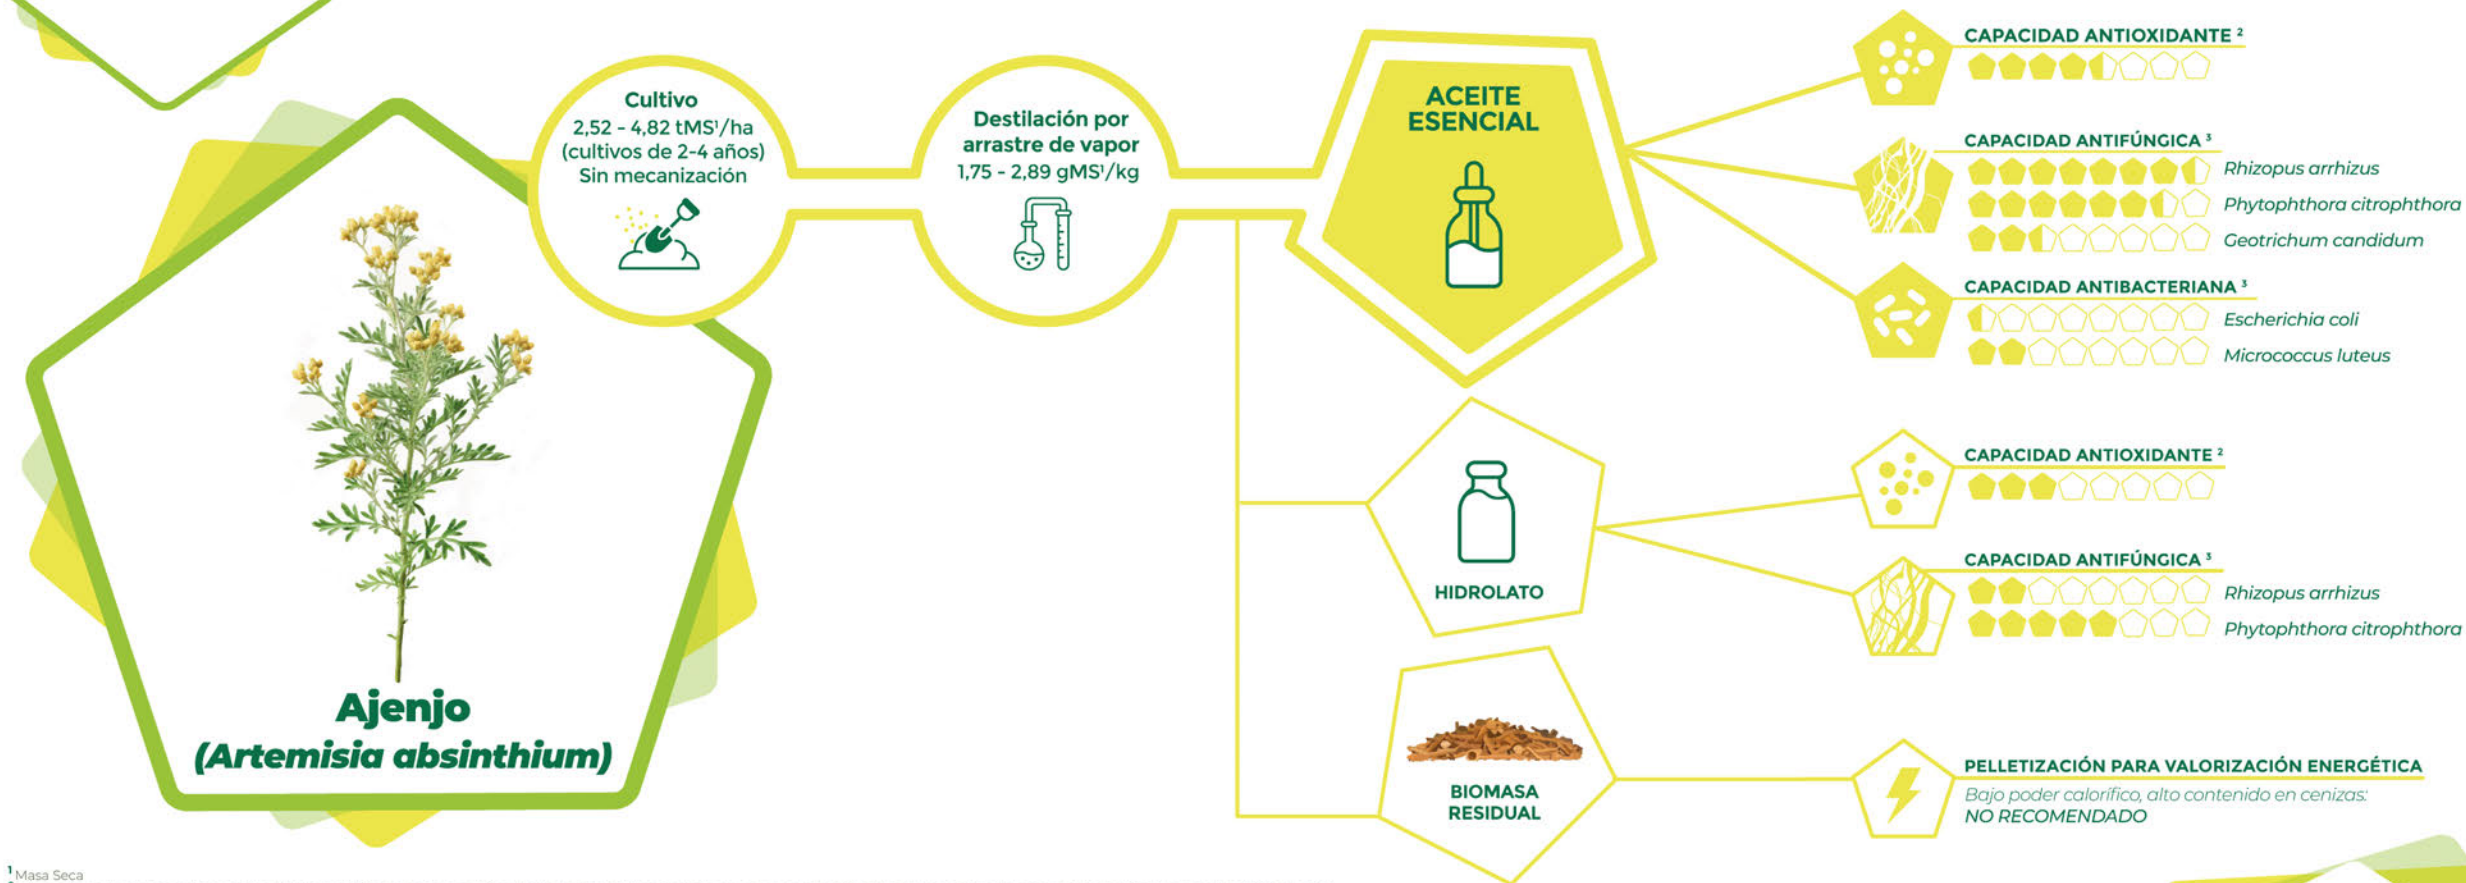 Cultivo
2,52 - 4,82 tMS¹/ha
(cultivos de 2-4 años)
Sin mecanización
Destilación por
arrastre de vapor
1,75 - 2,89 gMS¹/kg
ACEITE
ESENCIAL
CAPACIDAD ANTIOXIDANTE ²
CAPACIDAD ANTIFÚNGICA ³
Rhizopus arrhizus
Phytophthora citrophthora
Geotrichum candidum
CAPACIDAD ANTIBACTERIANA ³
Escherichia coli
Micrococcus luteus
HIDROLATO
CAPACIDAD ANTIOXIDANTE ²
CAPACIDAD ANTIFÚNGICA ³
Rhizopus arrhizus
Phytophthora citrophthora
BIOMASA
RESIDUAL
PELLETIZACIÓN PARA VALORIZACIÓN ENERGÉTICA
Bajo poder calorífico, alto contenido en cenizas:
NO RECOMENDADO
Ajenjo
(Artemisia absinthium)
¹ Masa Seca